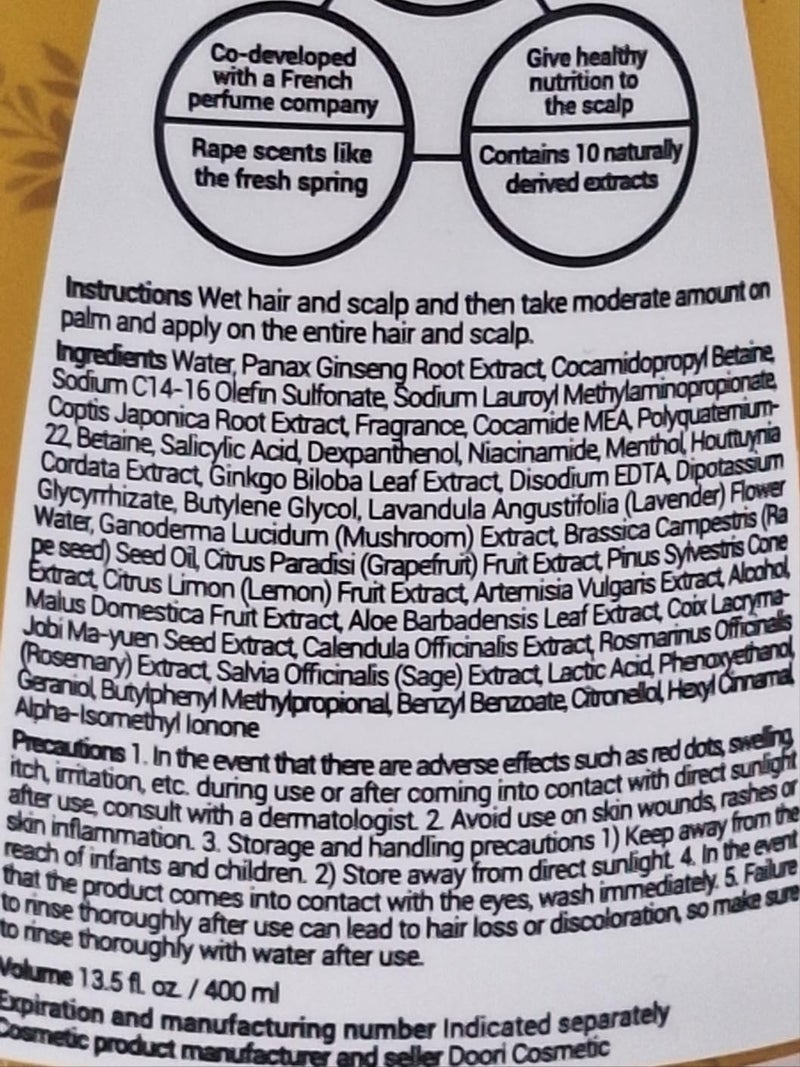 Co-developed
with a French
perfume company
Rape scents like
the fresh spring
Give healthy
nutrition to
the scalp
Contains 10 naturally
derived extracts
Instructions Wet hair and scalp and then take moderate amount on
palm and apply on the entire hair and scalp.
Ingredients Water, Panax Ginseng Root Extract, Cocamidopropyl Betaine,
Sodium C14-16 Olefin Sulfonate, Sodium Lauroyl Methylaminopropionate,
Coptis Japonica Root Extract, Fragrance, Cocamide MEA, Polyquaternium-
22, Betaine, Salicylic Acid, Dexpanthenol, Niacinamide, Menthol, Houttuynia
Cordata Extract, Ginkgo Biloba Leaf Extract, Disodium EDTA, Dipotassium
Glycyrrhizate, Butylene Glycol, Lavandula Angustifolia (Lavender) Flower
Water, Ganoderma Lucidum (Mushroom) Extract, Brassica Campestris (Ra
pe seed) Seed Oil, Citrus Paradisi (Grapefruit) Fruit Extract, Pinus Sylvestris Cone
Extract, Citrus Limon (Lemon) Fruit Extract, Artemisia Vulgaris Extract, Alcohol,
Malus Domestica Fruit Extract, Aloe Barbadensis Leaf Extract, Coix Lacryma-
Jobi Ma-yuen Seed Extract, Calendula Officinalis Extract, Rosmarinus Officinalis
(Rosemary) Extract, Salvia Officinalis (Sage) Extract, Lactic Acid, Phenoxyethanol,
Geraniol, Butylphenyl Methylpropional, Benzyl Benzoate, Citronellol, Hexyl Cinnamal,
Alpha-Isomethyl Ionone
Precautions 1. In the event that there are adverse effects such as red dots, swelling,
itch, irritation, etc. during use or after coming into contact with direct sunlight
after use, consult with a dermatologist. 2. Avoid use on skin wounds, rashes or
skin inflammation. 3. Storage and handling precautions 1) Keep away from the
reach of infants and children. 2) Store away from direct sunlight. 4. In the event
that the product comes into contact with the eyes, wash immediately. 5. Failure
to rinse thoroughly after use can lead to hair loss or discoloration, so make sure
to rinse thoroughly with water after use.
Volume 13.5 fl. oz. / 400 ml
Expiration and manufacturing number Indicated separately
Cosmetic product manufacturer and seller Doori Cosmetic